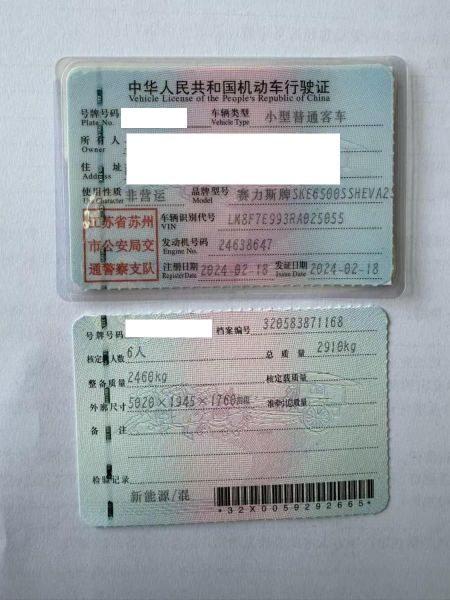 中华人民共和国机动车行驶证
Vehicle License of the People's Republic of China
号牌号码 车辆类型 小型普通客车
Plate No. Vehicle Type
所有人
Owner
住址
Address
使用性质 非营运 品牌型号 赛力斯牌SKE6500SSHEVA2
Use Character Model
江苏省苏州 车辆识别代号 LM8F7E993RA025055
VIN
市公安局交 发动机号码 24638647
Engine No.
通警察支队 注册日期 2024-02-18 发证日期 2024-02-18
Register Date Issue Date
号牌号码 档案编号 320583871168
核定 人数 6人 总质量 2910kg
整备质量 2460kg 核定载质量
外廓尺寸 5020×1945×1760 准牵引总质量
备注
检验记录
新能源/混
*32X0059292665*